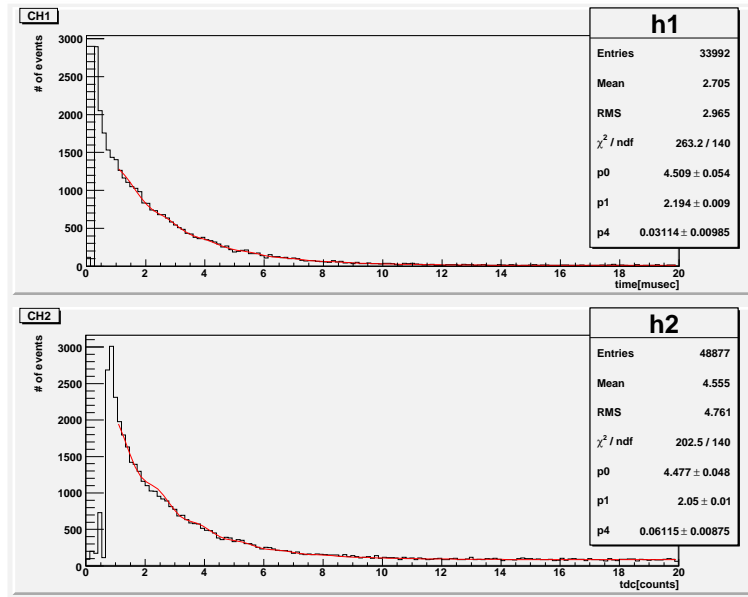 CH1
# of events
3000
2500
2000
1500
1000
500
0
0 2 4 6 8 10 12 14 16 18 20
time[musec]
h1
Entries 33992
Mean 2.705
RMS 2.965
χ² / ndf 263.2 / 140
p0 4.509 ± 0.054
p1 2.194 ± 0.009
p4 0.03114 ± 0.00985
CH2
# of events
3000
2500
2000
1500
1000
500
0
0 2 4 6 8 10 12 14 16 18 20
tdc[counts]
h2
Entries 48877
Mean 4.555
RMS 4.761
χ² / ndf 202.5 / 140
p0 4.477 ± 0.048
p1 2.05 ± 0.01
p4 0.06115 ± 0.00875